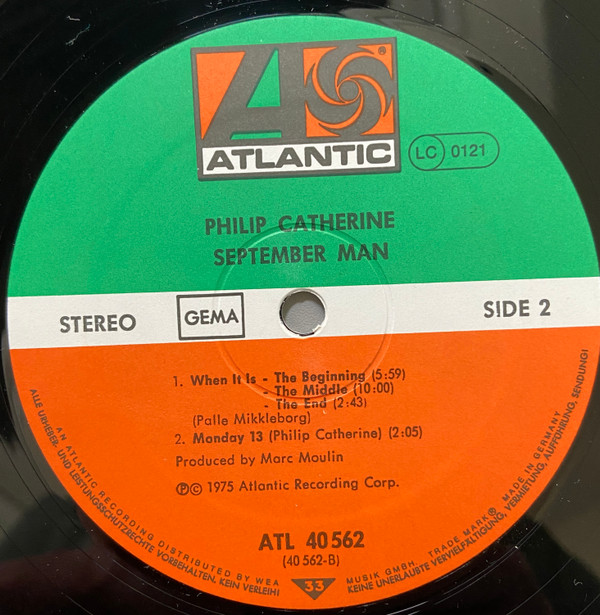 ATLANTIC
®
LC 0121
PHILIP CATHERINE
SEPTEMBER MAN
STEREO
GEMA
SIDE 2
1. When It Is - The Beginning (5:59)
- The Middle (10:00)
- The End (2:43)
(Palle Mikkleborg)
2. Monday 13 (Philip Catherine) (2:05)
Produced by Marc Moulin
℗© 1975 Atlantic Recording Corp.
ATL 40 562
(40 562-B)
33
AN ATLANTIC RECORDING DISTRIBUTED BY WEA MUSIK GMBH. TRADE MARK® MADE IN GERMANY
ALLE URHEBER- UND LEISTUNGSSCHUTZRECHTE VORBEHALTEN, KEIN VERLEIH! KEINE UNERLAUBTE VERVIELFÄLTIGUNG, VERMIETUNG, AUFFÜHRUNG, SENDUNG!